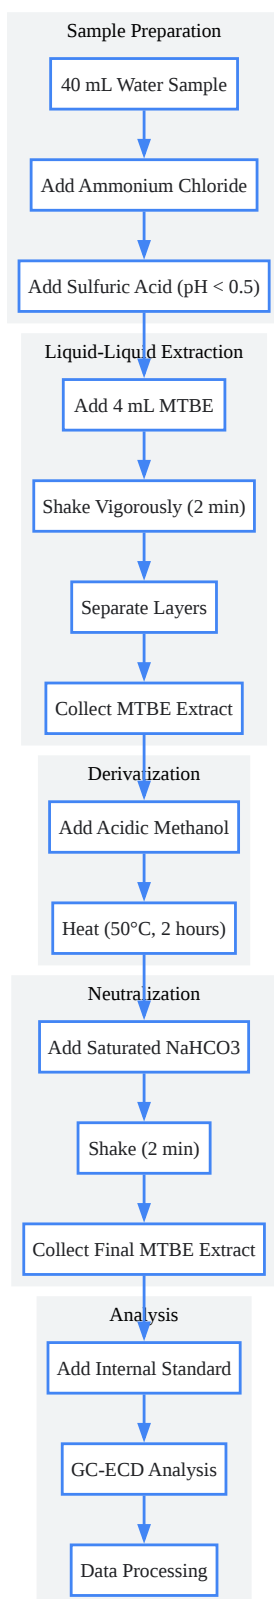 Sample Preparation
40 mL Water Sample
Add Ammonium Chloride
Add Sulfuric Acid (pH < 0.5)
Liquid-Liquid Extraction
Add 4 mL MTBE
Shake Vigorously (2 min)
Separate Layers
Collect MTBE Extract
Derivatization
Add Acidic Methanol
Heat (50°C, 2 hours)
Neutralization
Add Saturated NaHCO3
Shake (2 min)
Collect Final MTBE Extract
Analysis
Add Internal Standard
GC-ECD Analysis
Data Processing